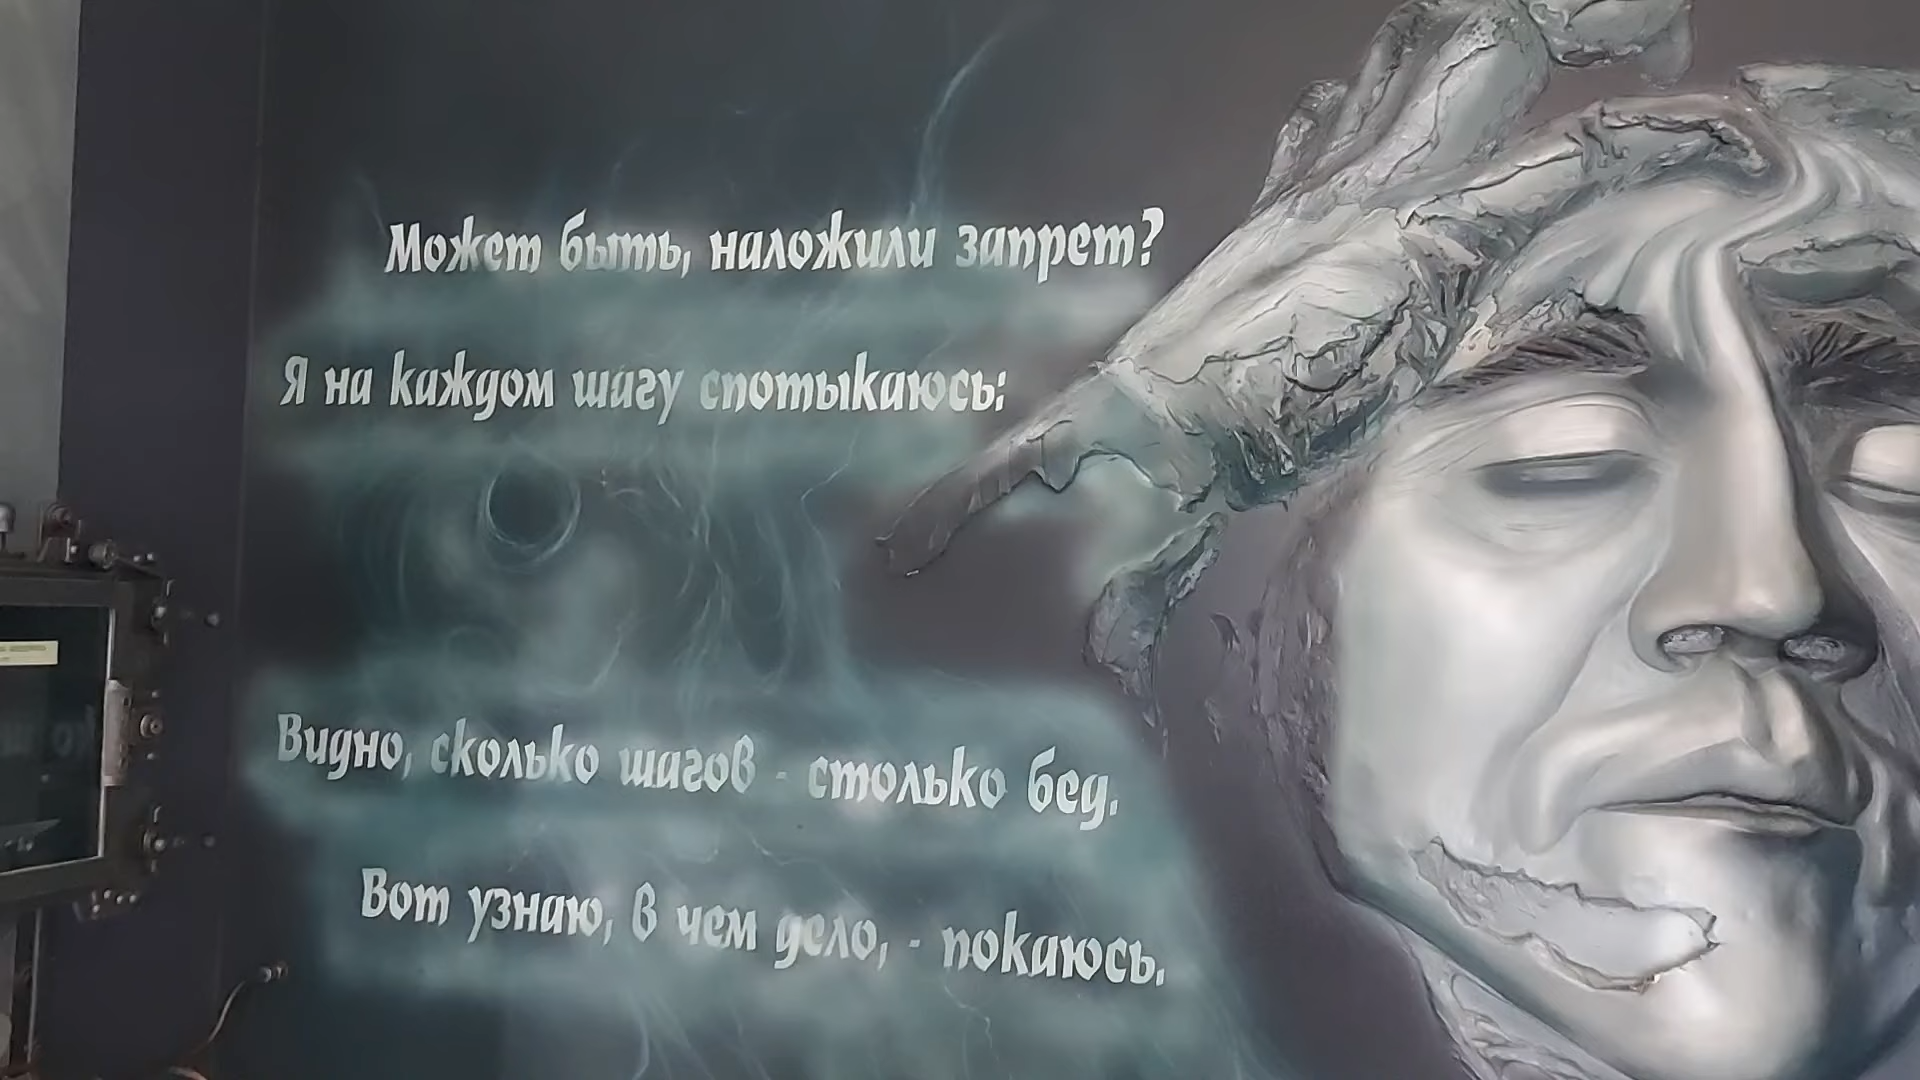 Может быть, наложили запрет?
Я на каждом шагу спотыкаюсь:
Видно, сколько шагов - столько бед.
Вот узнаю, в чем дело, - покаюсь.